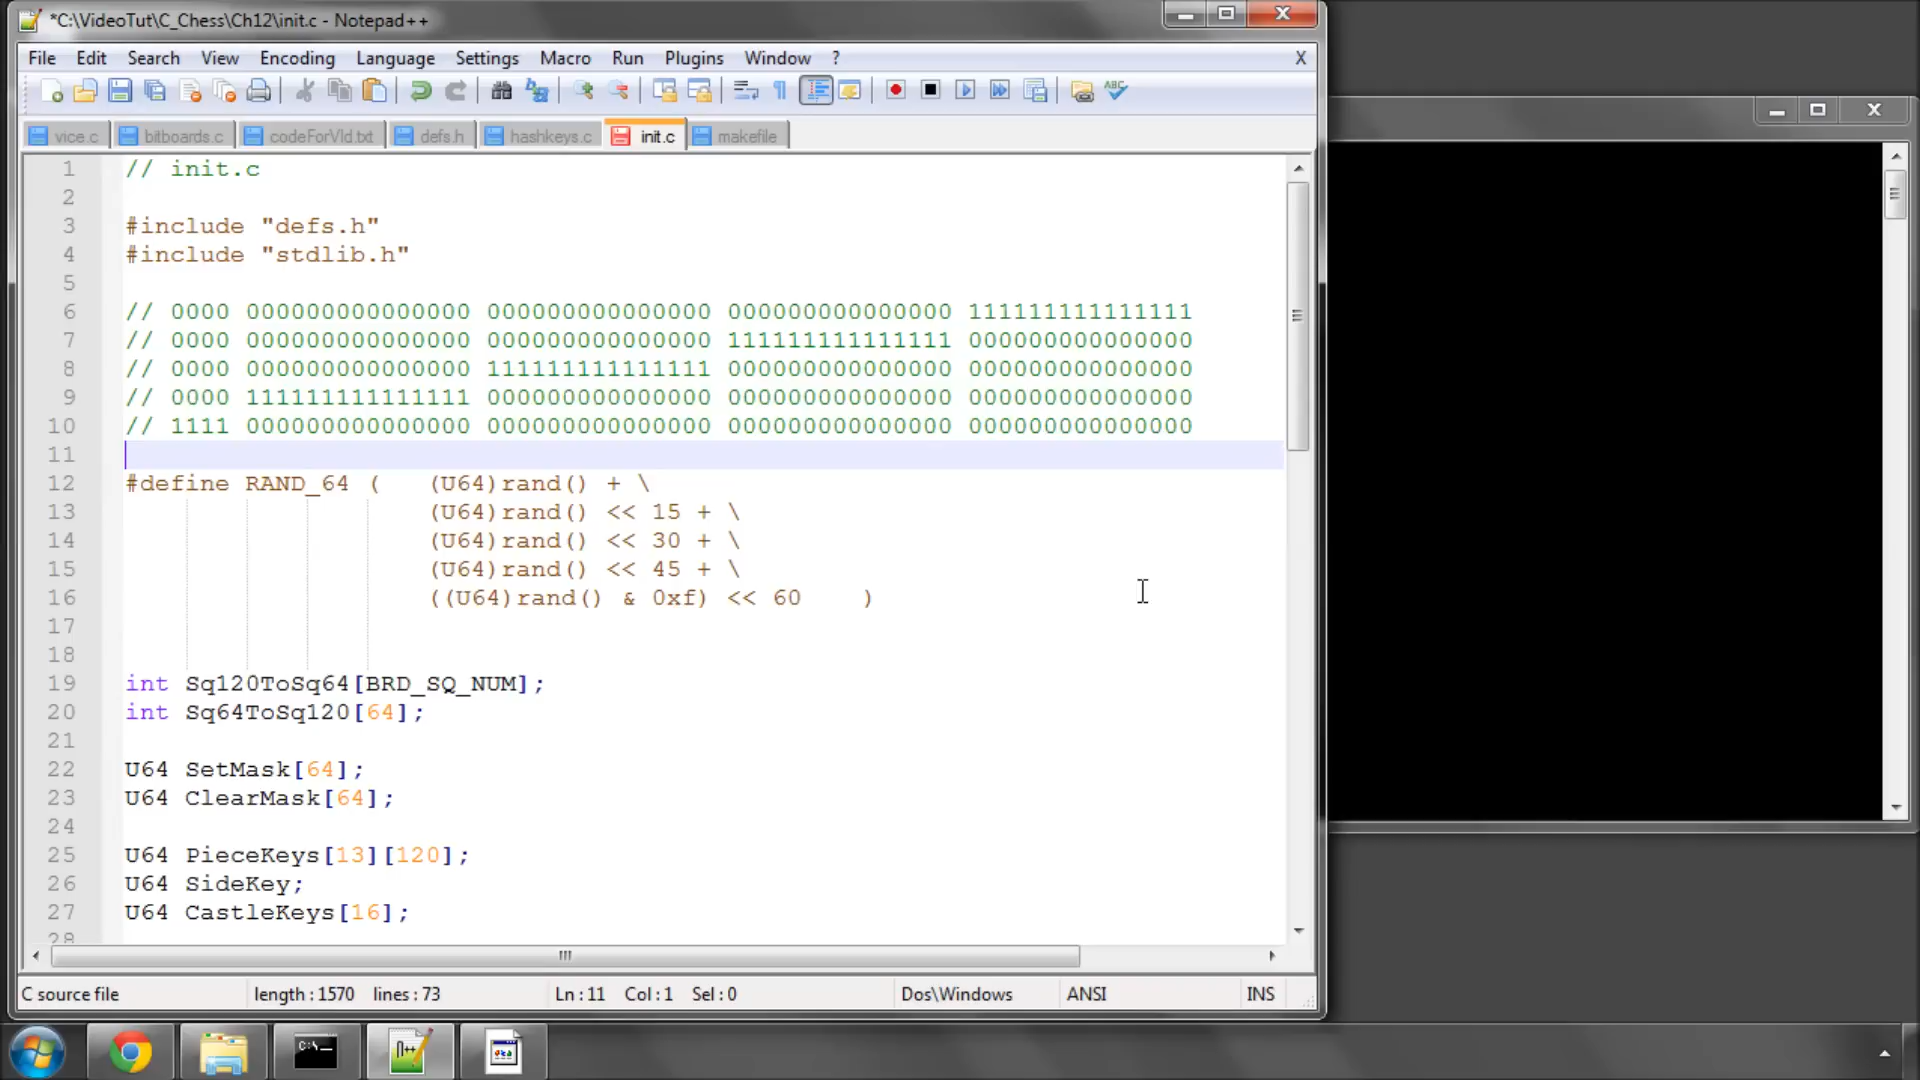 *C:\VideoTut\C_Chess\Ch12\init.c - Notepad++
File Edit Search View Encoding Language Settings Macro Run Plugins Window ? X
vice.c bitboards.c codeForVId.txt defs.h hashkeys.c init.c makefile
1 // init.c
2
3 #include "defs.h"
4 #include "stdlib.h"
5
6 // 0000 000000000000000 000000000000000 000000000000000 111111111111111
7 // 0000 000000000000000 000000000000000 111111111111111 000000000000000
8 // 0000 000000000000000 111111111111111 000000000000000 000000000000000
9 // 0000 111111111111111 000000000000000 000000000000000 000000000000000
10 // 1111 000000000000000 000000000000000 000000000000000 000000000000000
11
12 #define RAND_64 ( (U64)rand() + \
13 (U64)rand() << 15 + \
14 (U64)rand() << 30 + \
15 (U64)rand() << 45 + \
16 ((U64)rand() & 0xf) << 60 )
17
18
19 int Sq120ToSq64[BRD_SQ_NUM];
20 int Sq64ToSq120[64];
21
22 U64 SetMask[64];
23 U64 ClearMask[64];
24
25 U64 PieceKeys[13][120];
26 U64 SideKey;
27 U64 CastleKeys[16];
28
C source file length : 1570 lines : 73 Ln : 11 Col : 1 Sel : 0 Dos\Windows ANSI INS